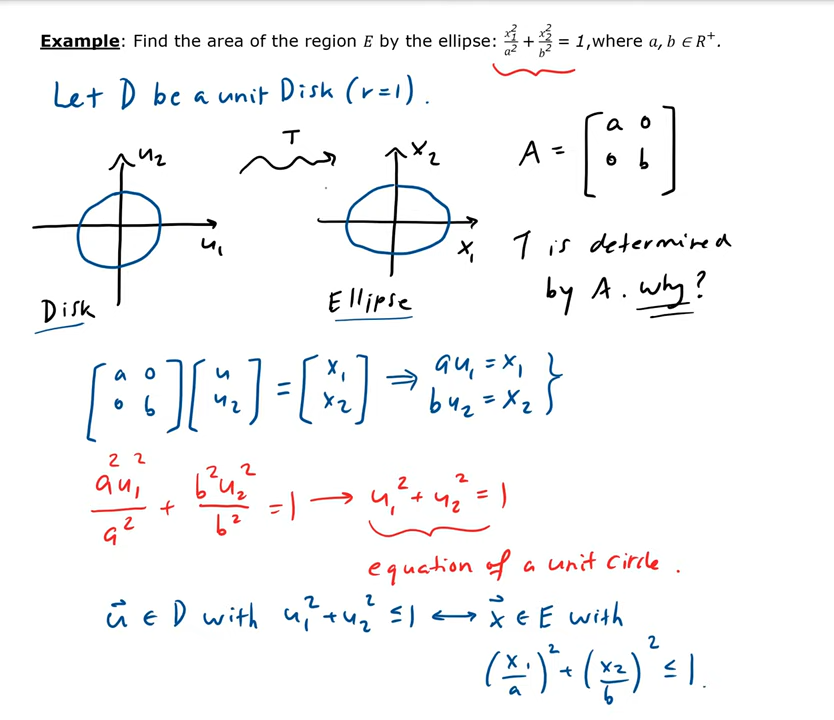 Example: Find the area of the region E by the ellipse: x₁²/a² + x₂²/b² = 1,where a, b ∈ R⁺.
Let D be a unit Disk (r=1).
u₂
T
x₂
A = [a 0
0 b]
u₁
x₁
T is determined
by A. why?
Disk
Ellipse
[a 0; 0 b] [u; u₂] = [x₁; x₂] ⇒ au₁ = x₁
bu₂ = x₂ }
a²u₁²/a² + b²u₂²/b² = 1 → u₁² + u₂² = 1
equation of a unit circle.
u⃗ ∈ D with u₁² + u₂² ≤ 1 ↔ x⃗ ∈ E with
(x₁/a)² + (x₂/b)² ≤ 1.